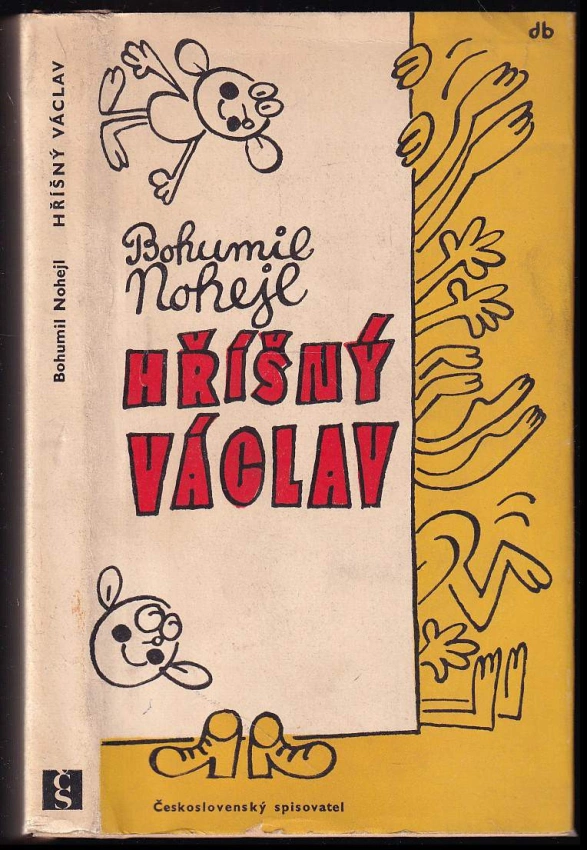 Bohumil Nohejl HŘÍŠNÝ VÁCLAV
ČS
db
Bohumil
Nohejl
HŘÍŠNÝ
VÁCLAV
Československý spisovatel